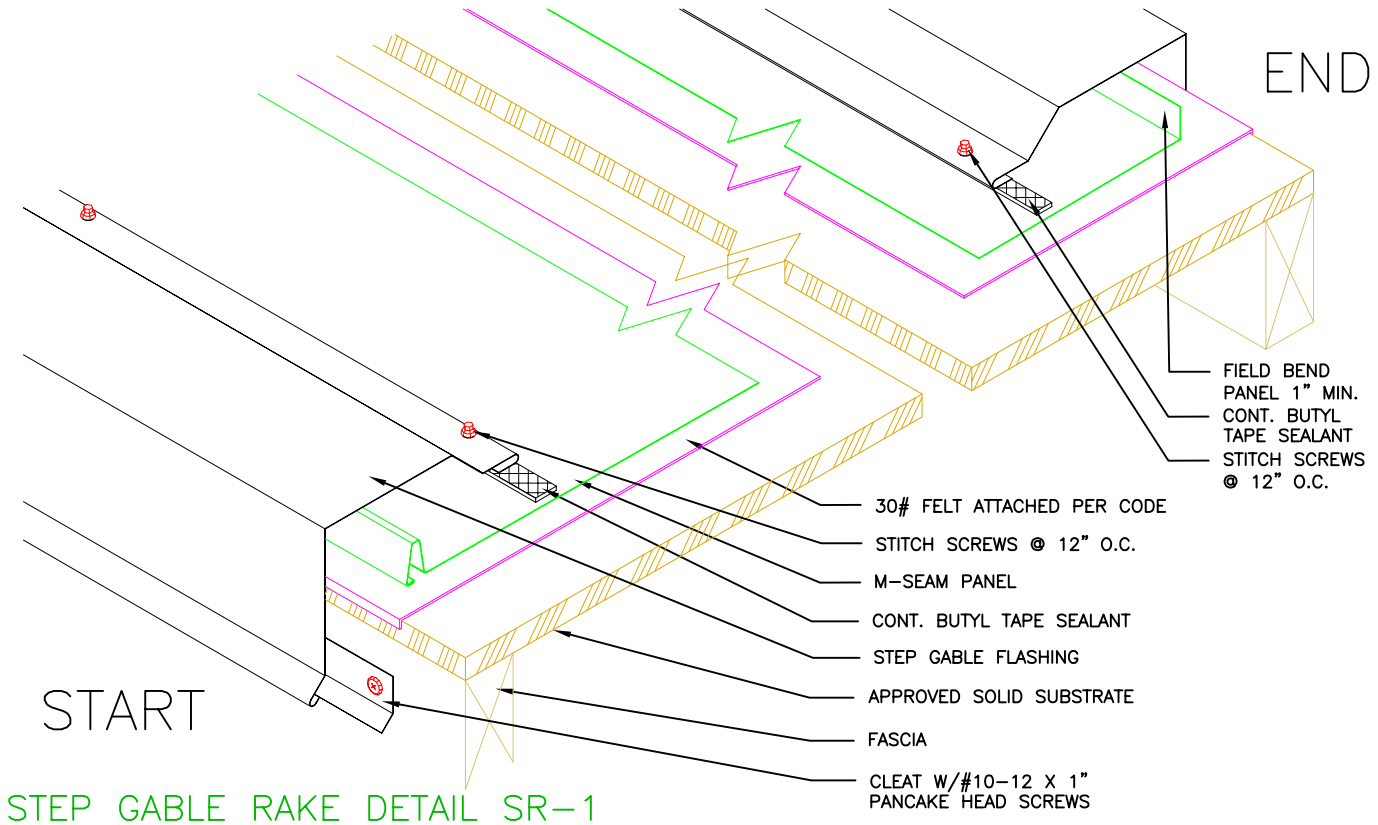 END
FIELD BEND
PANEL 1" MIN.
CONT. BUTYL
TAPE SEALANT
STITCH SCREWS
@ 12" O.C.
30# FELT ATTACHED PER CODE
STITCH SCREWS @ 12" O.C.
M-SEAM PANEL
CONT. BUTYL TAPE SEALANT
STEP GABLE FLASHING
APPROVED SOLID SUBSTRATE
FASCIA
CLEAT W/#10-12 X 1"
PANCAKE HEAD SCREWS
START
STEP GABLE RAKE DETAIL SR-1